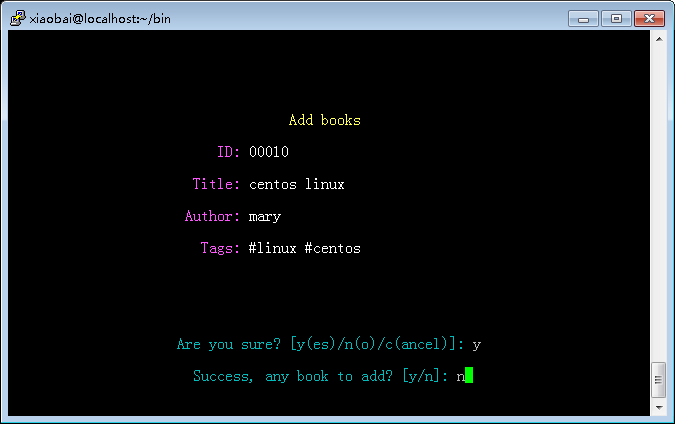 xiaobai@localhost:~/bin
Add books
ID: 00010
Title: centos linux
Author: mary
Tags: #linux #centos
Are you sure? [y(es)/n(o)/c(ancel)]: y
Success, any book to add? [y/n]: n